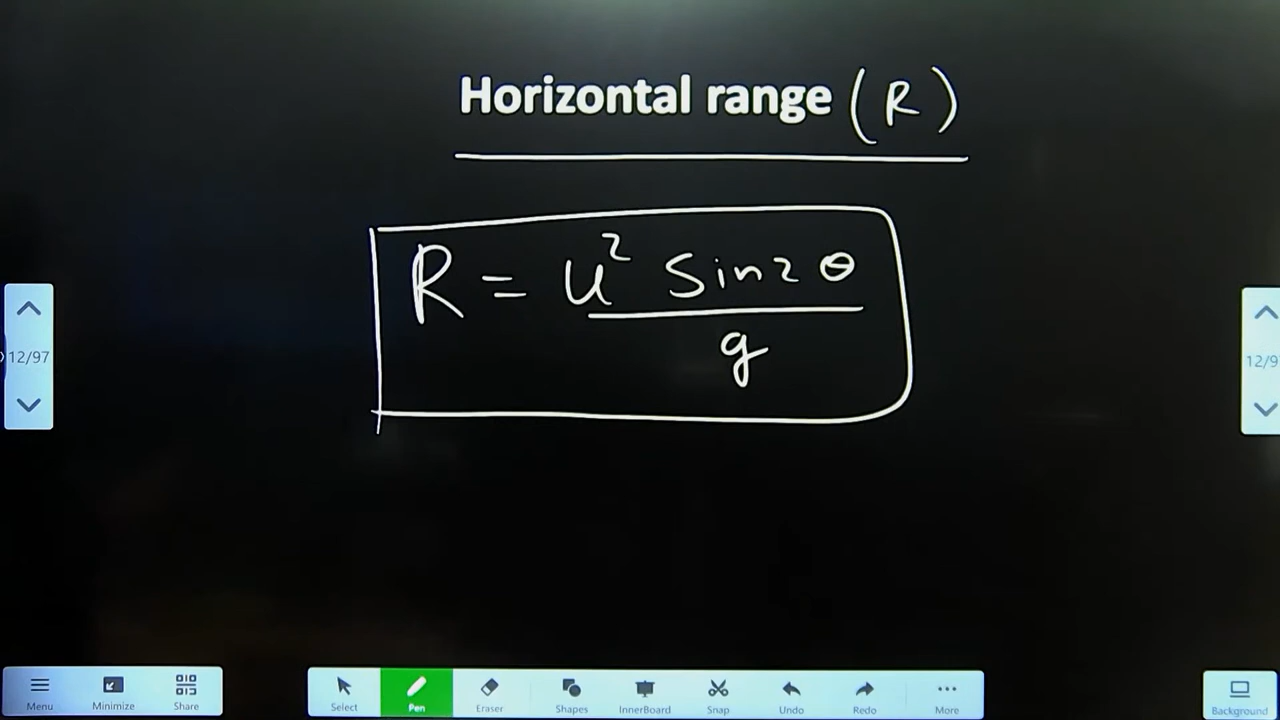 Horizontal range (R)
R = u² sin2θ
g
12/97
12/9
Menu
Minimize
Share
Select
Pen
Eraser
Shapes
InnerBoard
Snap
Undo
Redo
More
Background